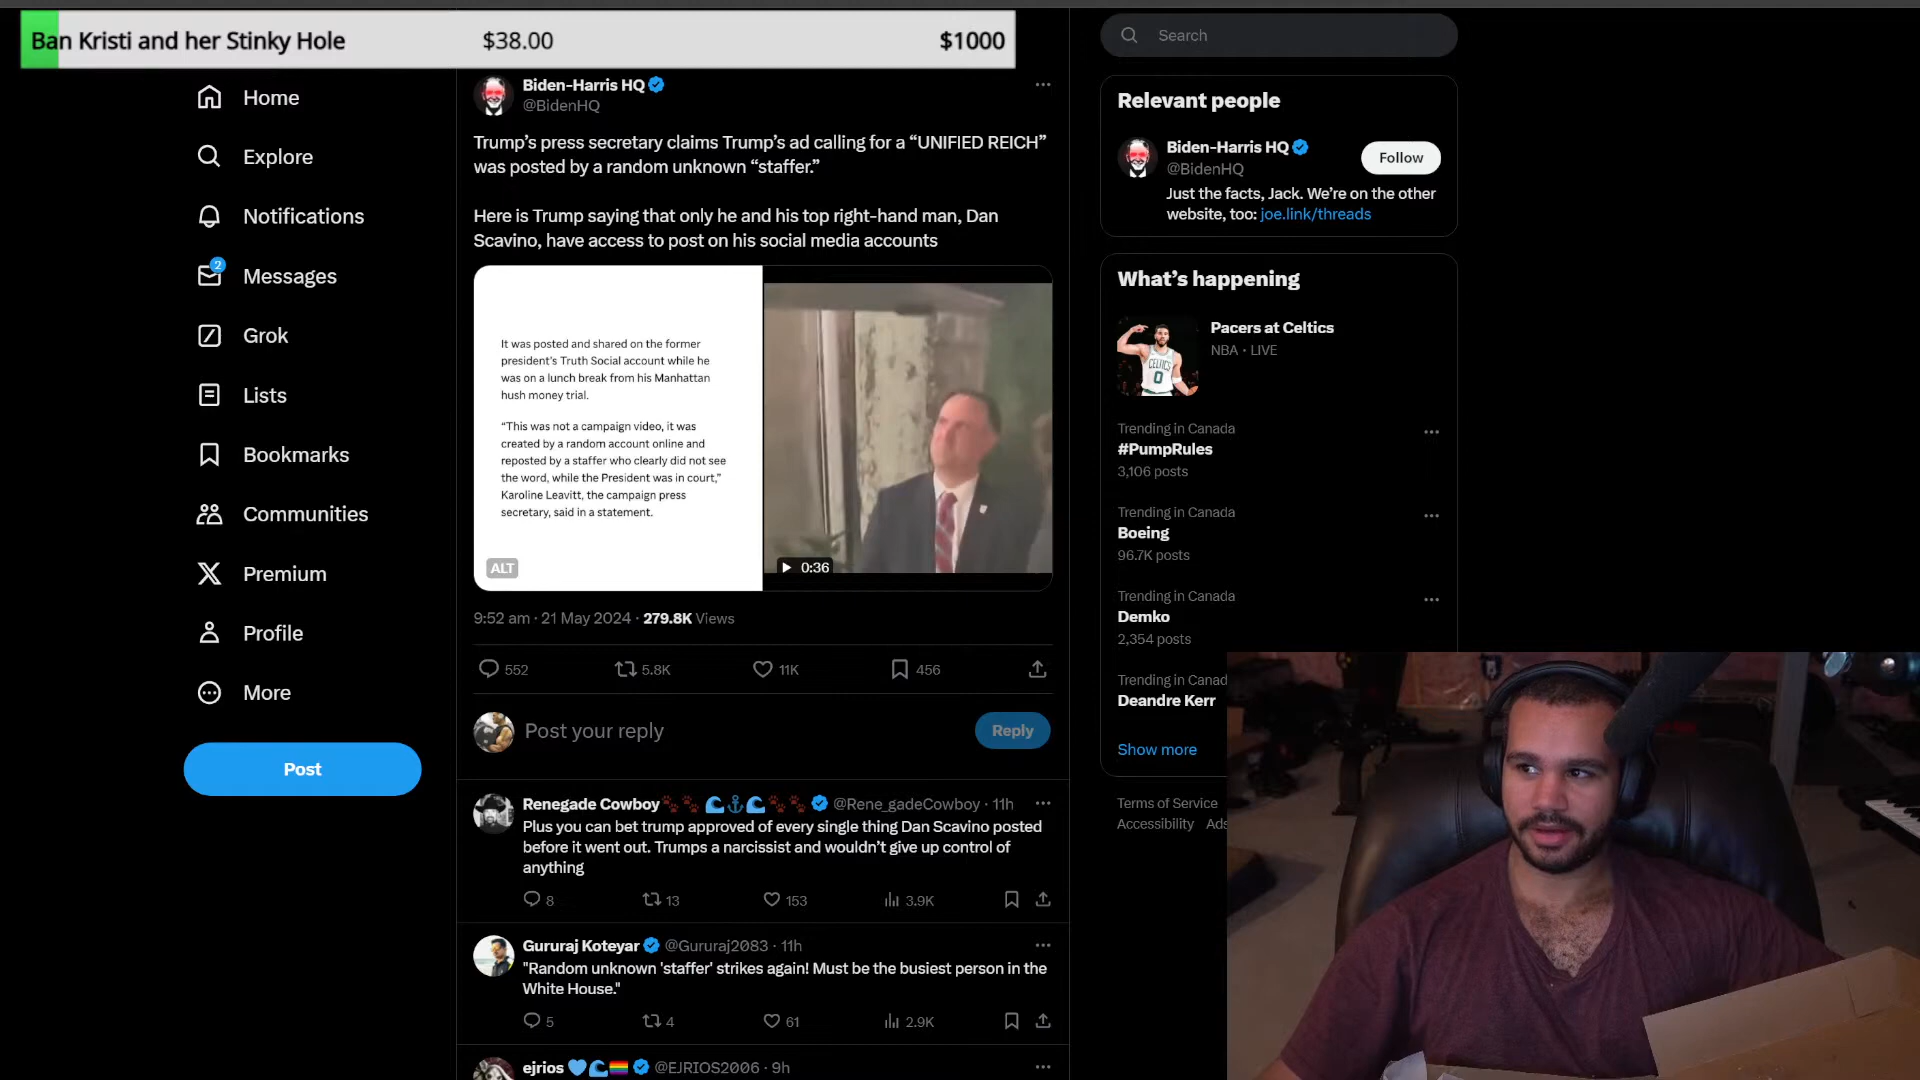 Ban Kristi and her Stinky Hole $38.00 $1000
Home
Explore
Notifications
2
Messages
Grok
Lists
Bookmarks
Communities
Premium
Profile
More
Post
Biden-Harris HQ
@BidenHQ
Trump’s press secretary claims Trump’s ad calling for a “UNIFIED REICH”
was posted by a random unknown “staffer.”
Here is Trump saying that only he and his top right-hand man, Dan
Scavino, have access to post on his social media accounts
It was posted and shared on the former
president’s Truth Social account while he
was on a lunch break from his Manhattan
hush money trial.
“This was not a campaign video, it was
created by a random account online and
reposted by a staffer who clearly did not see
the word, while the President was in court,”
Karoline Leavitt, the campaign press
secretary, said in a statement.
ALT
0:36
9:52 am · 21 May 2024 · 279.8K Views
552 5.8K 11K 456
Post your reply
Reply
Renegade Cowboy @Rene_gadeCowboy · 11h
Plus you can bet trump approved of every single thing Dan Scavino posted
before it went out. Trumps a narcissist and wouldn’t give up control of
anything
8 13 153 3.9K
Gururaj Koteyar @Gururaj2083 · 11h
"Random unknown 'staffer' strikes again! Must be the busiest person in the
White House."
5 4 61 2.9K
ejrios @EJRIOS2006 · 9h
Search
Relevant people
Biden-Harris HQ
@BidenHQ
Follow
Just the facts, Jack. We’re on the other
website, too: joe.link/threads
What’s happening
Pacers at Celtics
NBA · LIVE
CELTICS
0
Trending in Canada
#PumpRules
3,106 posts
Trending in Canada
Boeing
96.7K posts
Trending in Canada
Demko
2,354 posts
Trending in Canad
Deandre Kerr
Show more
Terms of Service
Accessibility Ads